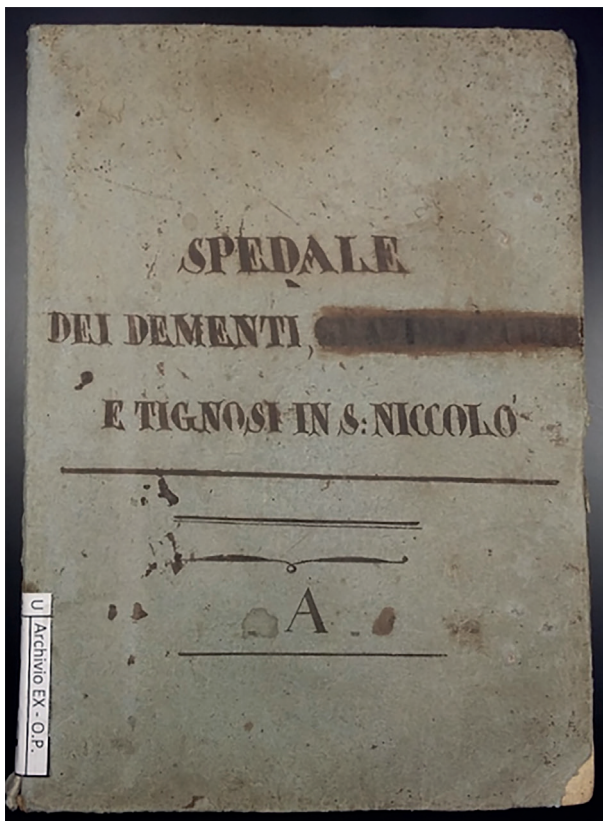 SPEDALE
DEI DEMENTI,
E TIGNOSI IN S: NICCOLO'
A
U Archivio EX - O.P.